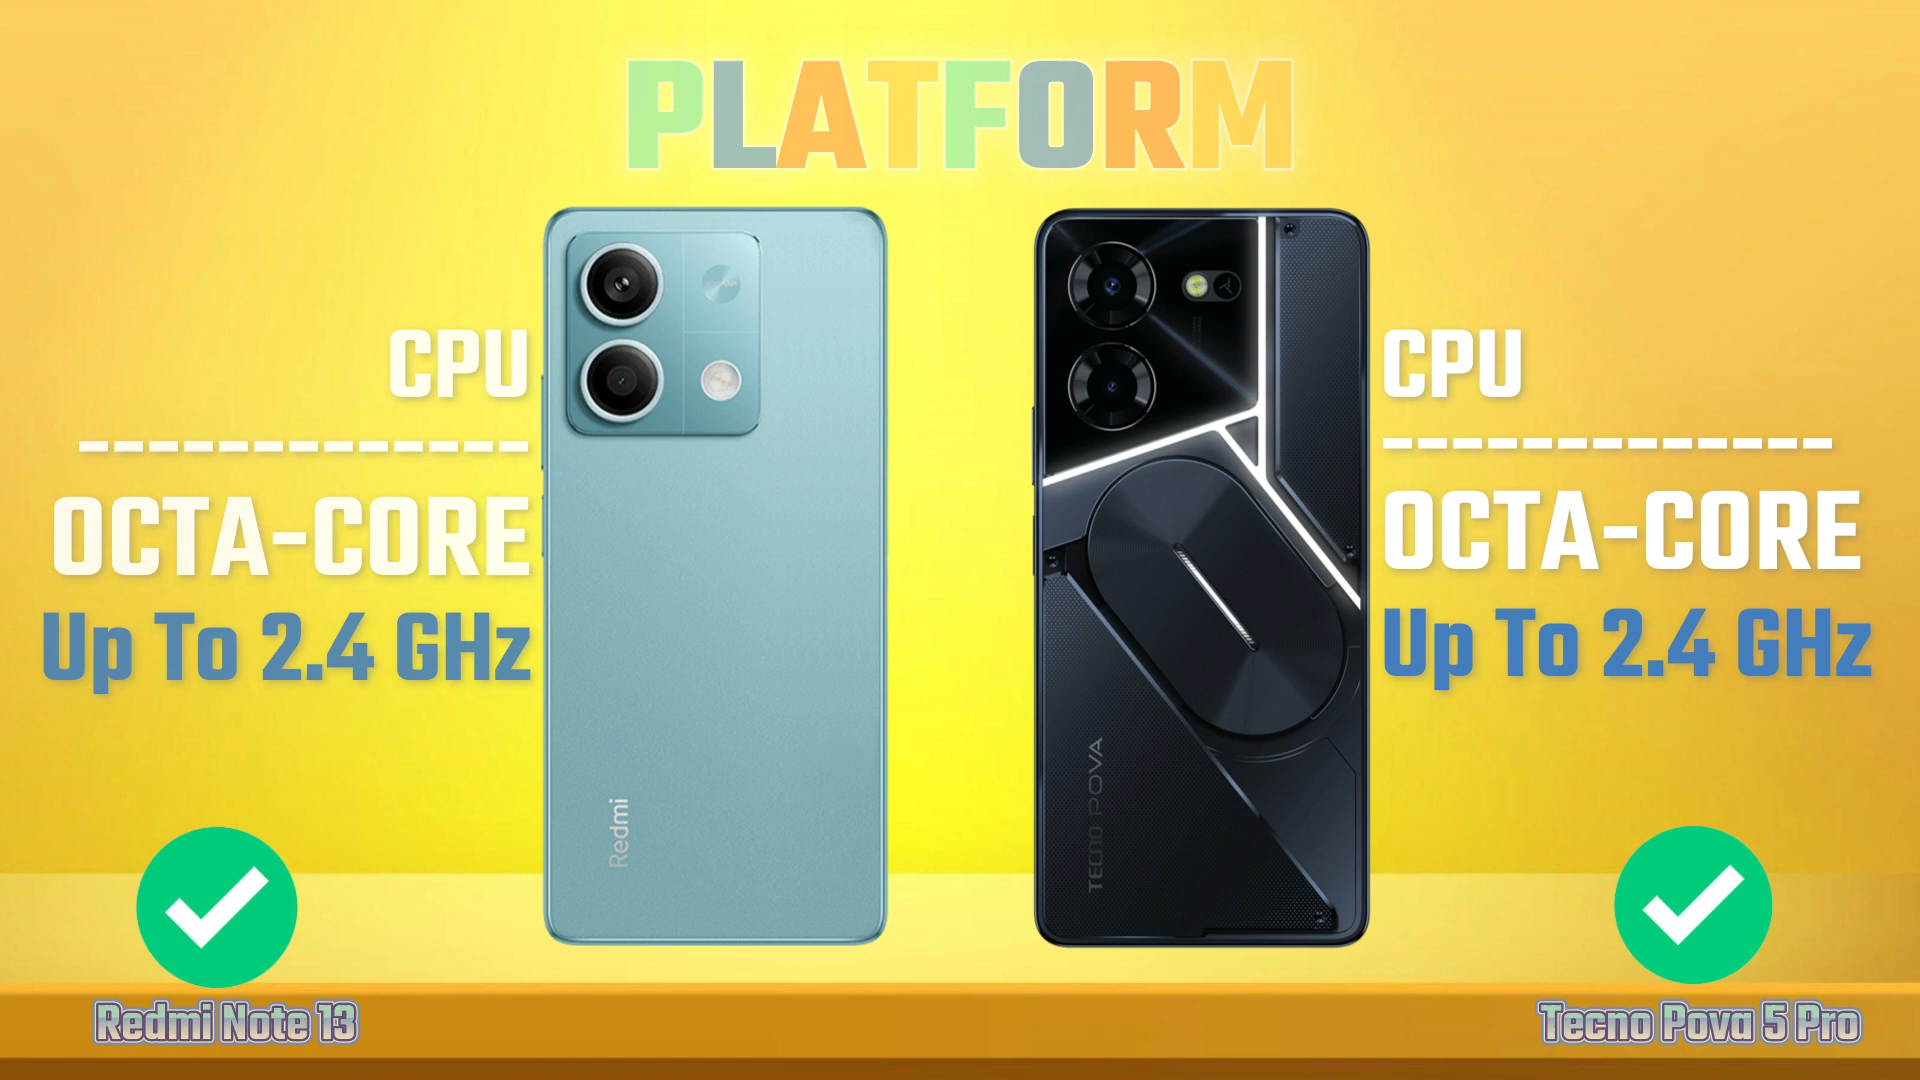 PLATFORM
CPU
-------------
OCTA-CORE
Up To 2.4 GHz
Redmi
Redmi Note 13
CPU
-------------
OCTA-CORE
Up To 2.4 GHz
TECNO POVA
Tecno Pova 5 Pro